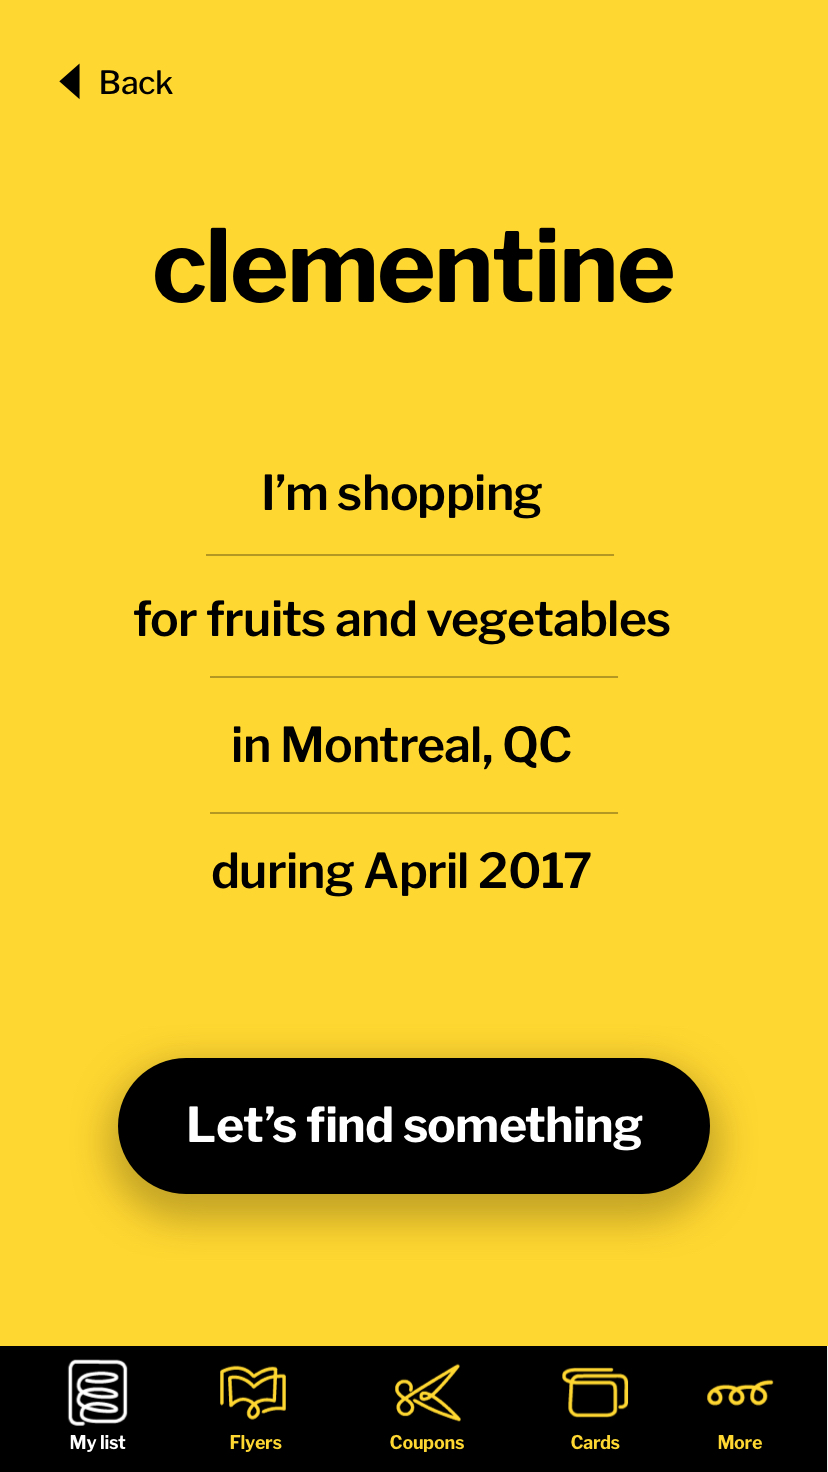 Back
clementine
I’m shopping
for fruits and vegetables
in Montreal, QC
during April 2017
Let’s find something
My list
Flyers
Coupons
Cards
More